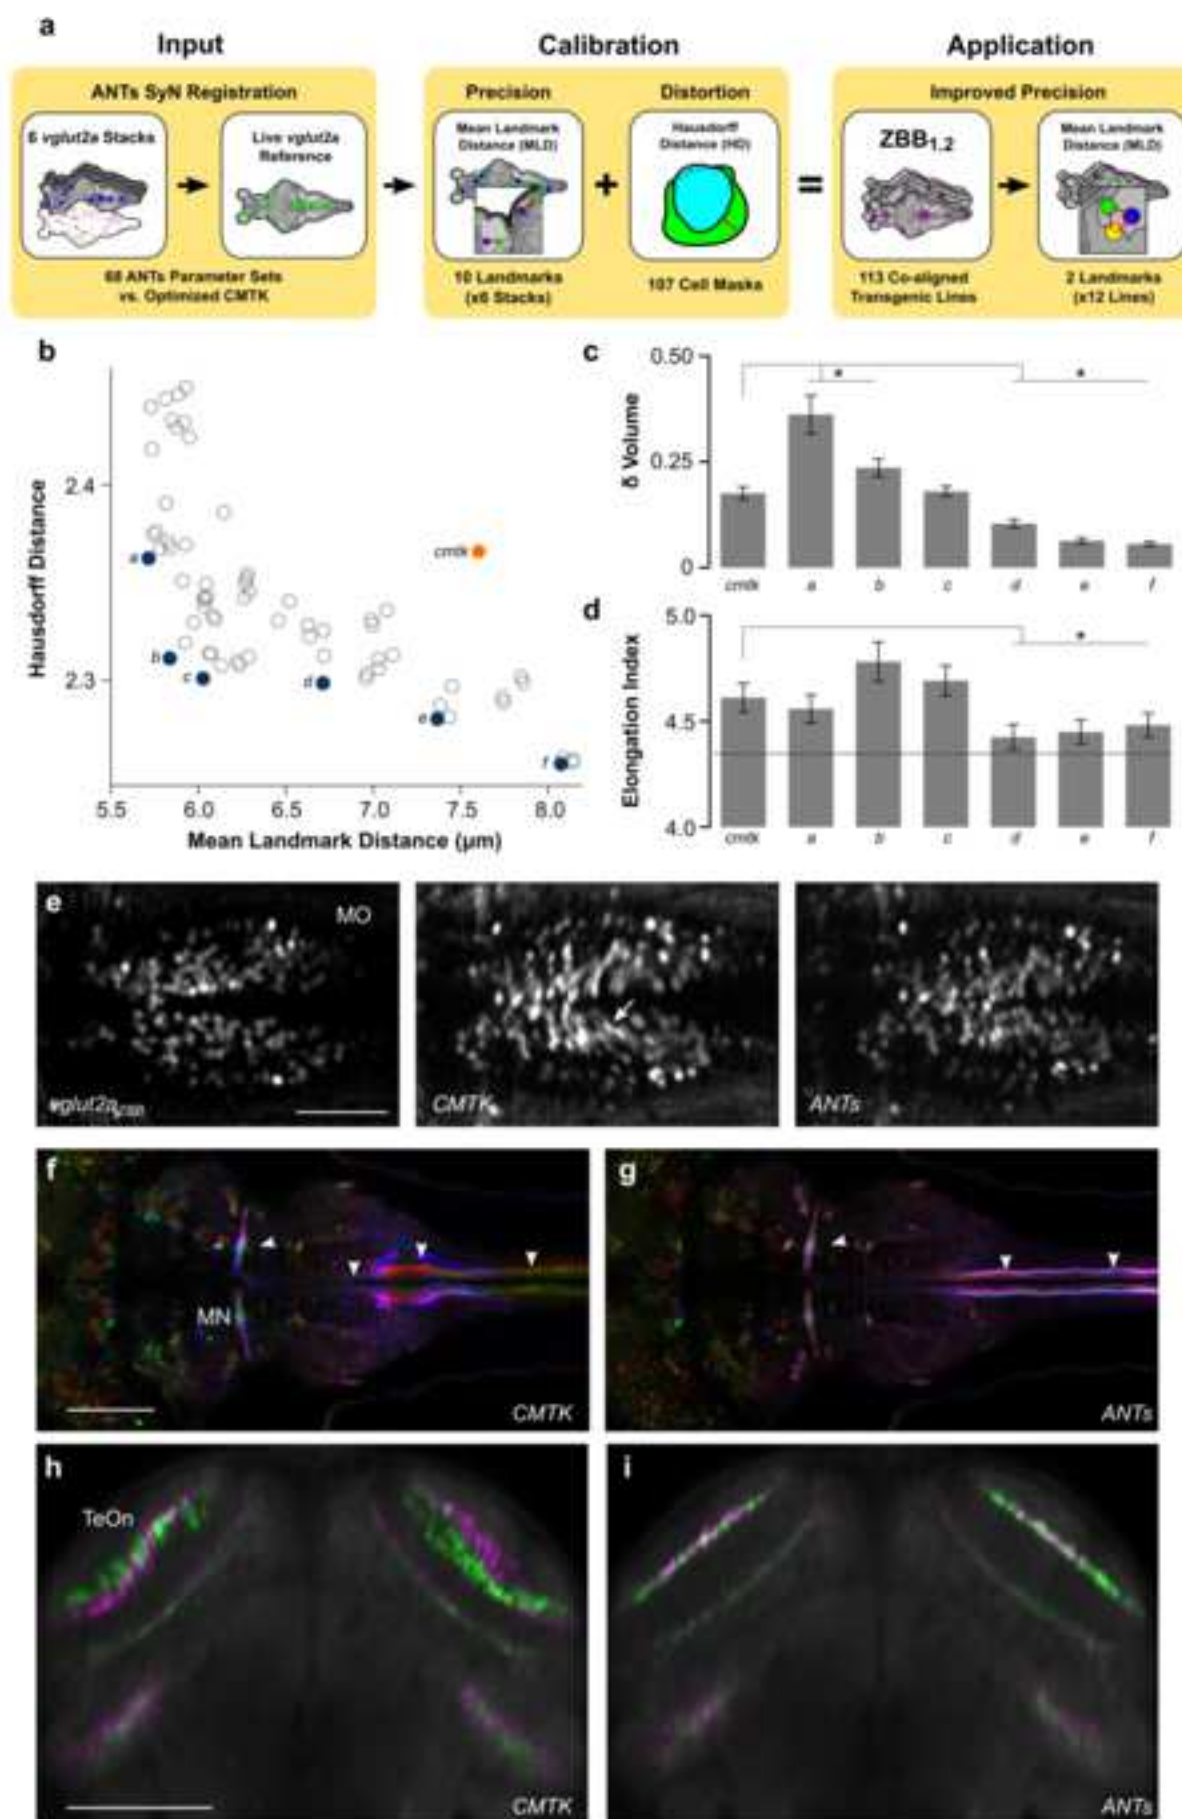 a
Input
Calibration
Application
ANTs SyN Registration
Precision
Distortion
Improved Precision
6 vglut2a Stacks
Live vglut2a
Reference
Mean Landmark
Distance (MLD)
Hausdorff
Distance (HD)
ZBB1.2
Mean Landmark
Distance (MLD)
+
=
68 ANTs Parameter Sets
vs. Optimized CMTK
10 Landmarks
(x6 Stacks)
107 Cell Masks
113 Co-aligned
Transgenic Lines
2 Landmarks
(x12 Lines)
b
Hausdorff Distance
2.4
2.3
a
b
c
d
e
f
cmtk
5.5 6.0 6.5 7.0 7.5 8.0
Mean Landmark Distance (μm)
c
δ Volume
0.50
0.25
0
* *
cmtk a b c d e f
d
Elongation Index
5.0
4.5
4.0
*
cmtk a b c d e f
e
MO
vglut2aZBB
CMTK
ANTs
f
MN
CMTK
g
ANTs
h
TeOn
CMTK
i
ANTs